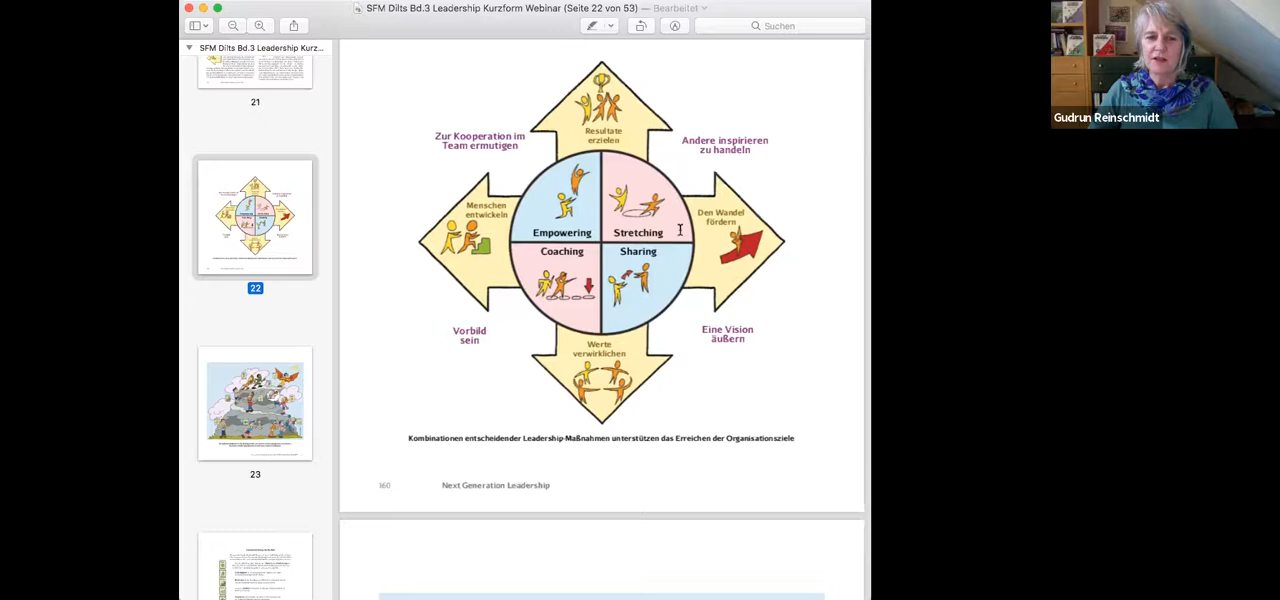 SFM Dilts Bd.3 Leadership Kurzform Webinar (Seite 22 von 53) — Bearbeitet
Suchen
SFM Dilts Bd.3 Leadership Kurz...
21
22
23
Resultate
erzielen
Zur Kooperation im
Team ermutigen
Andere inspirieren
zu handeln
Menschen
entwickeln
Den Wandel
fördern
Empowering
Stretching
Coaching
Sharing
Vorbild
sein
Eine Vision
äußern
Werte
verwirklichen
Kombinationen entscheidender Leadership-Maßnahmen unterstützen das Erreichen der Organisationsziele
160
Next Generation Leadership
Gudrun Reinschmidt